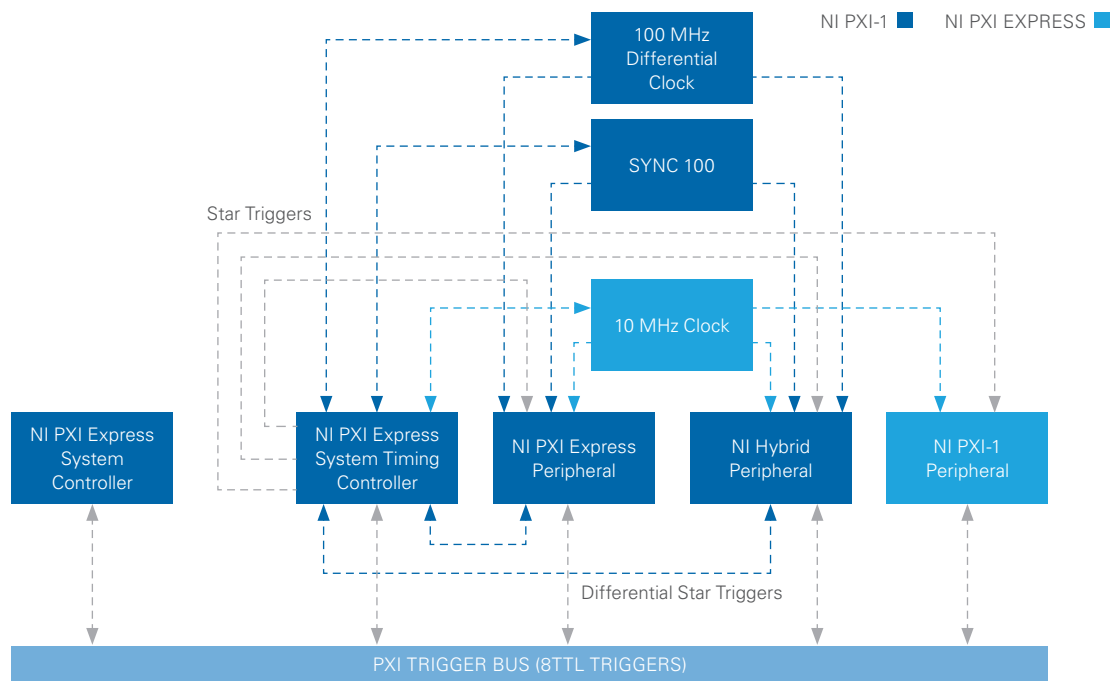 NI PXI-1
NI PXI EXPRESS
100 MHz
Differential
Clock
SYNC 100
Star Triggers
10 MHz Clock
NI PXI Express
System
Controller
NI PXI Express
System Timing
Controller
NI PXI Express
Peripheral
NI Hybrid
Peripheral
NI PXI-1
Peripheral
Differential Star Triggers
PXI TRIGGER BUS (8TTL TRIGGERS)